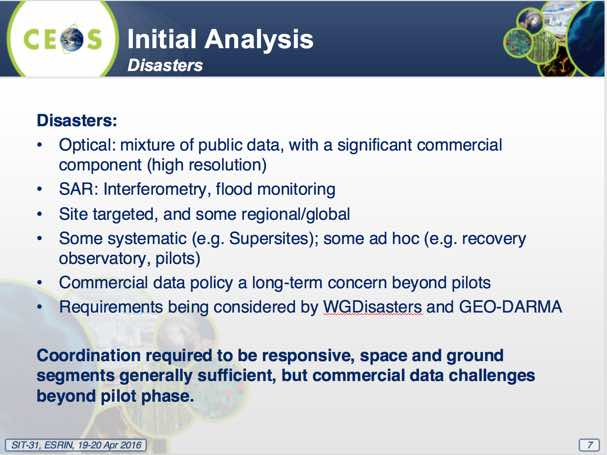 CEOS
Initial Analysis
Disasters
Disasters:
• Optical: mixture of public data, with a significant commercial
component (high resolution)
• SAR: Interferometry, flood monitoring
• Site targeted, and some regional/global
• Some systematic (e.g. Supersites); some ad hoc (e.g. recovery
observatory, pilots)
• Commercial data policy a long-term concern beyond pilots
• Requirements being considered by WGDisasters and GEO-DARMA
Coordination required to be responsive, space and ground
segments generally sufficient, but commercial data challenges
beyond pilot phase.
SIT-31, ESRIN, 19-20 Apr 2016
7